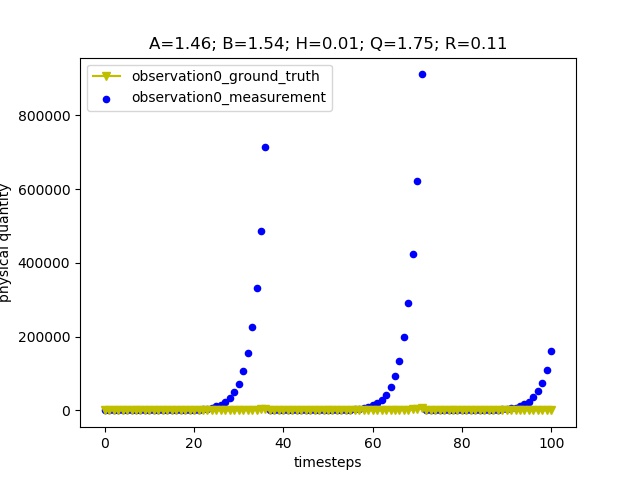 A=1.46; B=1.54; H=0.01; Q=1.75; R=0.11
observation0_ground_truth
observation0_measurement
physical quantity
800000
600000
400000
200000
0
0 20 40 60 80 100
timesteps